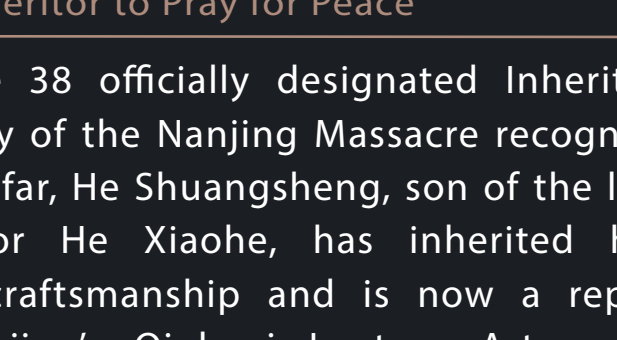 eritor to Pray for Peace
38 officially designated Inherit
y of the Nanjing Massacre recogn
far, He Shuangsheng, son of the l
or He Xiaohe, has inherited
craftsmanship and is now a rep